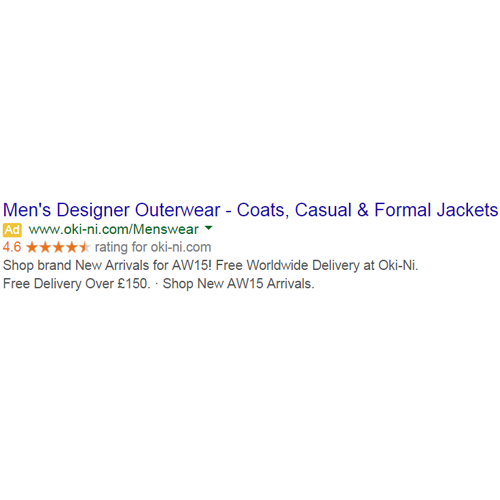 Men's Designer Outerwear - Coats, Casual & Formal Jackets
Ad www.oki-ni.com/Menswear
4.6 ★★★★★ rating for oki-ni.com
Shop brand New Arrivals for AW15! Free Worldwide Delivery at Oki-Ni.
Free Delivery Over £150. · Shop New AW15 Arrivals.